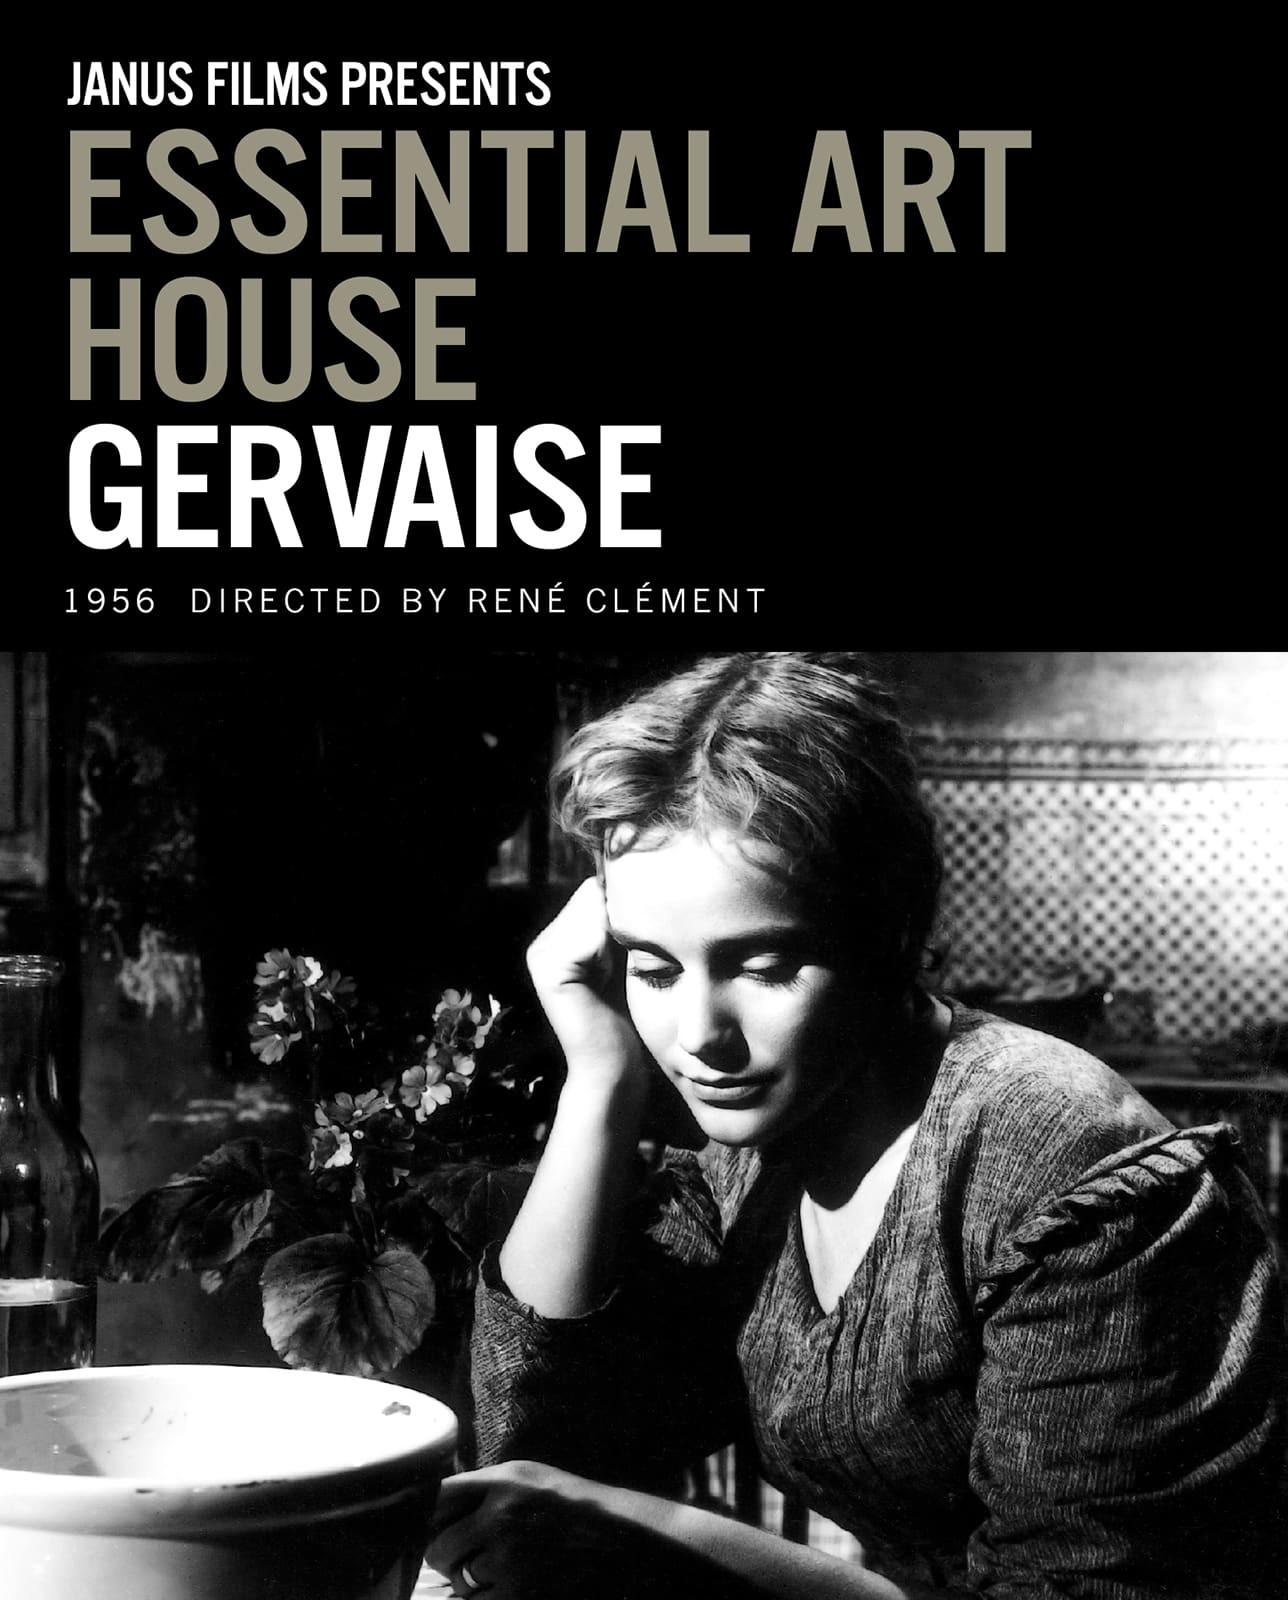 JANUS FILMS PRESENTS
ESSENTIAL ART
HOUSE
GERVAISE
1956 DIRECTED BY RENÉ CLÉMENT